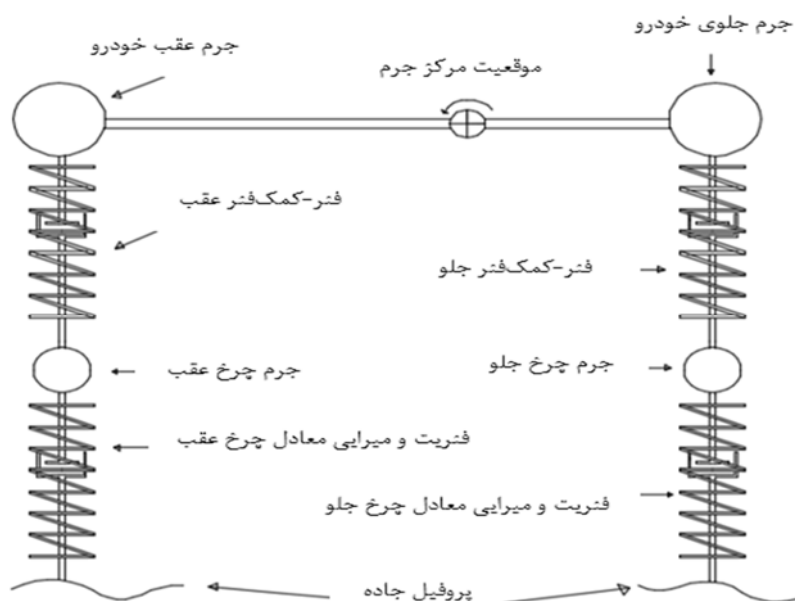 جرم جلوی خودرو
جرم عقب خودرو
موقعیت مرکز جرم
فنر-کمک‌فنر عقب
فنر-کمک‌فنر جلو
جرم چرخ جلو
جرم چرخ عقب
فنریت و میرایی معادل چرخ عقب
فنریت و میرایی معادل چرخ جلو
پروفیل جاده